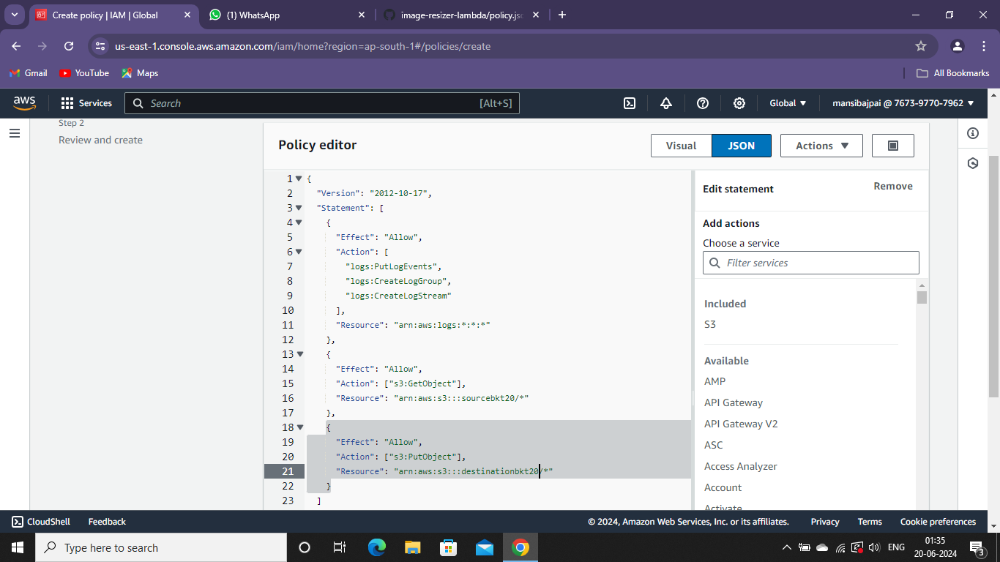 Create policy | IAM | Global
(1) WhatsApp
image-resizer-lambda/policy.jsc
us-east-1.console.aws.amazon.com/iam/home?region=ap-south-1#/policies/create
Gmail
YouTube
Maps
All Bookmarks
aws
Services
Search
[Alt+S]
Global
mansibajpai @ 7673-9770-7962
Step 2
Review and create
Policy editor
Visual
JSON
Actions
1 {
2 "Version": "2012-10-17",
3 "Statement": [
4 {
5 "Effect": "Allow",
6 "Action": [
7 "logs:PutLogEvents",
8 "logs:CreateLogGroup",
9 "logs:CreateLogStream"
10 ],
11 "Resource": "arn:aws:logs:*:*:*"
12 },
13 {
14 "Effect": "Allow",
15 "Action": ["s3:GetObject"],
16 "Resource": "arn:aws:s3:::sourcebkt20/*"
17 },
18 {
19 "Effect": "Allow",
20 "Action": ["s3:PutObject"],
21 "Resource": "arn:aws:s3:::destinationbkt20/*"
22 }
23 ]
Edit statement
Remove
Add actions
Choose a service
Filter services
Included
S3
Available
AMP
API Gateway
API Gateway V2
ASC
Access Analyzer
Account
Activate
CloudShell
Feedback
© 2024, Amazon Web Services, Inc. or its affiliates.
Privacy
Terms
Cookie preferences
Type here to search
ENG
01:35
20-06-2024
3